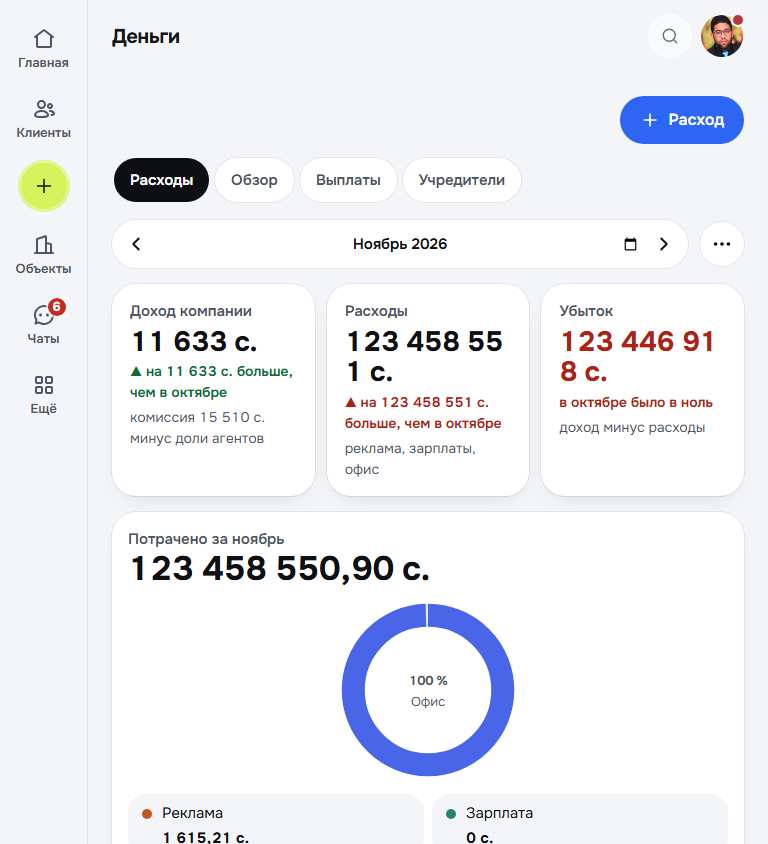 Деньги
Главная
Клиенты
Объекты
6
Чаты
Ещё
Расход
Расходы
Обзор
Выплаты
Учредители
Ноябрь 2026
Доход компании
11 633 с.
▲ на 11 633 с. больше,
чем в октябре
комиссия 15 510 с.
минус доли агентов
Расходы
123 458 55
1 с.
▲ на 123 458 551 с.
больше, чем в октябре
реклама, зарплаты,
офис
Убыток
123 446 91
8 с.
в октябре было в ноль
доход минус расходы
Потрачено за ноябрь
123 458 550,90 с.
100 %
Офис
Реклама
1 615,21 с.
Зарплата
0 с.